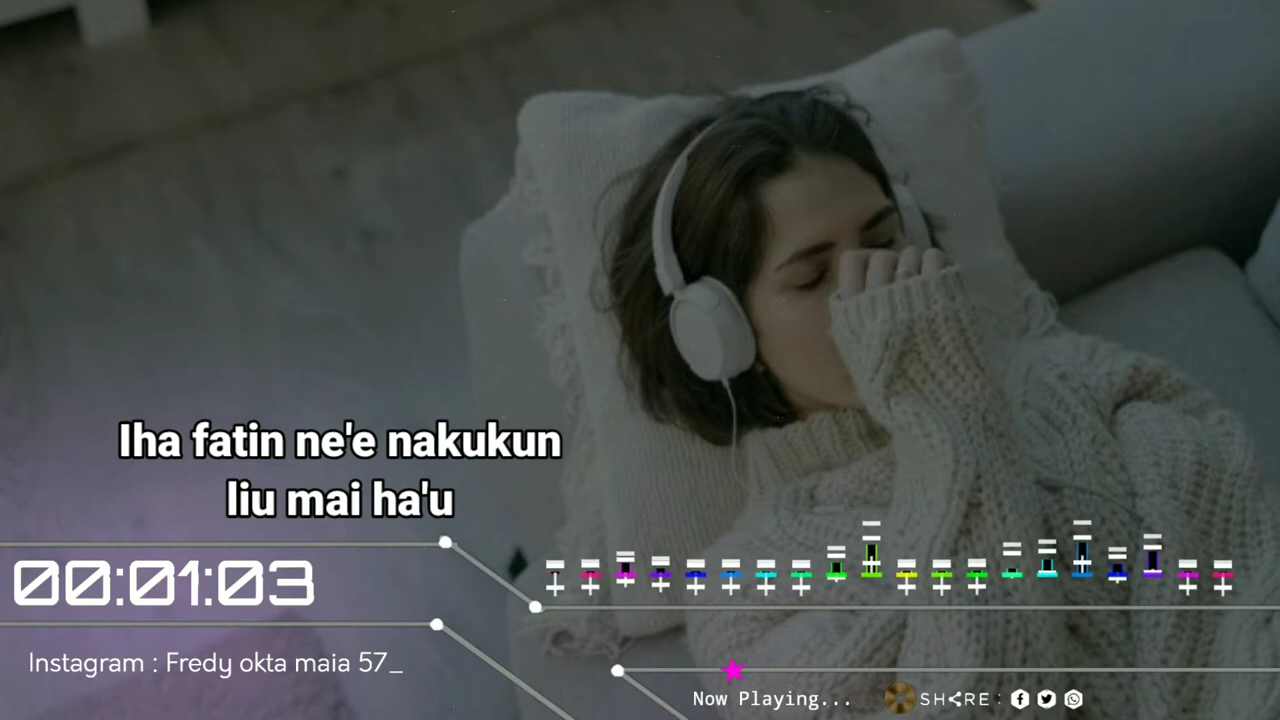 Iha fatin ne'e nakukun
liu mai ha'u
00:01:03
Instagram : Fredy okta maia 57_
Now Playing...
SHARE :